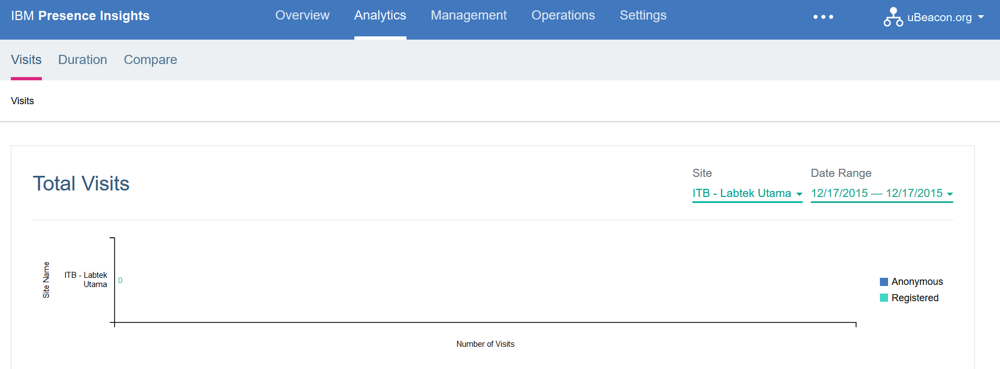 IBM Presence Insights
Overview
Analytics
Management
Operations
Settings
uBeacon.org
Visits
Duration
Compare
Visits
Total Visits
Site
ITB - Labtek Utama
Date Range
12/17/2015 — 12/17/2015
Site Name
ITB - Labtek
Utama
0
Anonymous
Registered
Number of Visits